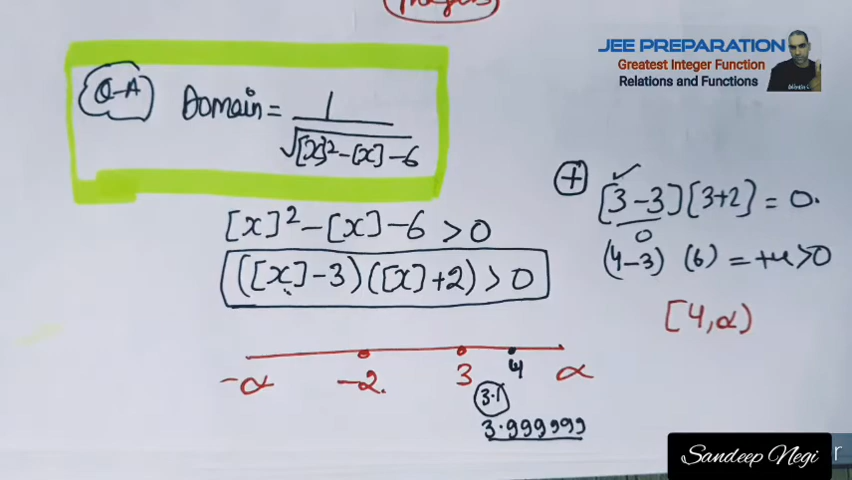 JEE PREPARATION
Greatest Integer Function
Relations and Functions
Q-A Domain = 1 / √[x]²-[x]-6
[x]²-[x]-6 >0
([x]-3)([x]+2)>0
-α -2. 3 4 α
3.1
3.999999
+ [3-3][3+2] = 0.
0
(4-3) (6) = +ve>0
[4,α)
Sandeep Negi